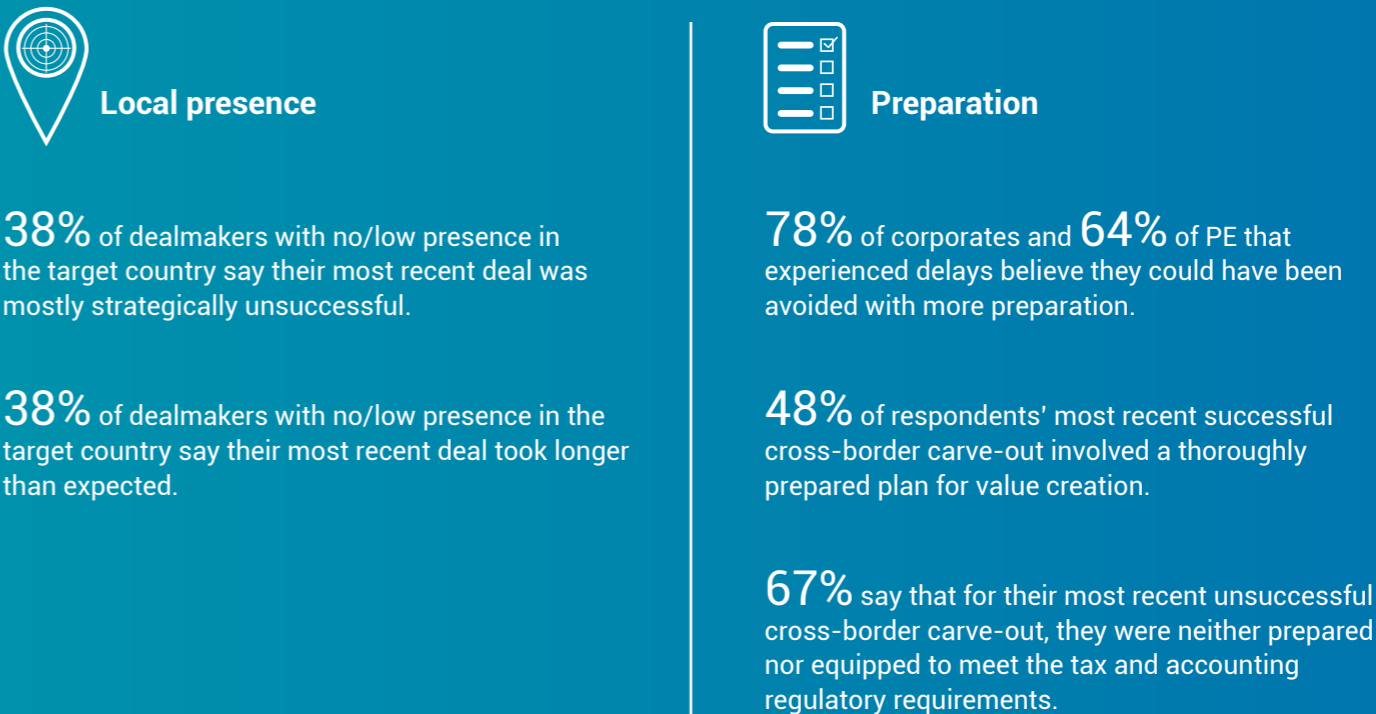 Local presence
38% of dealmakers with no/low presence in
the target country say their most recent deal was
mostly strategically unsuccessful.
38% of dealmakers with no/low presence in the
target country say their most recent deal took longer
than expected.
Preparation
78% of corporates and 64% of PE that
experienced delays believe they could have been
avoided with more preparation.
48% of respondents' most recent successful
cross-border carve-out involved a thoroughly
prepared plan for value creation.
67% say that for their most recent unsuccessful
cross-border carve-out, they were neither prepared
nor equipped to meet the tax and accounting
regulatory requirements.